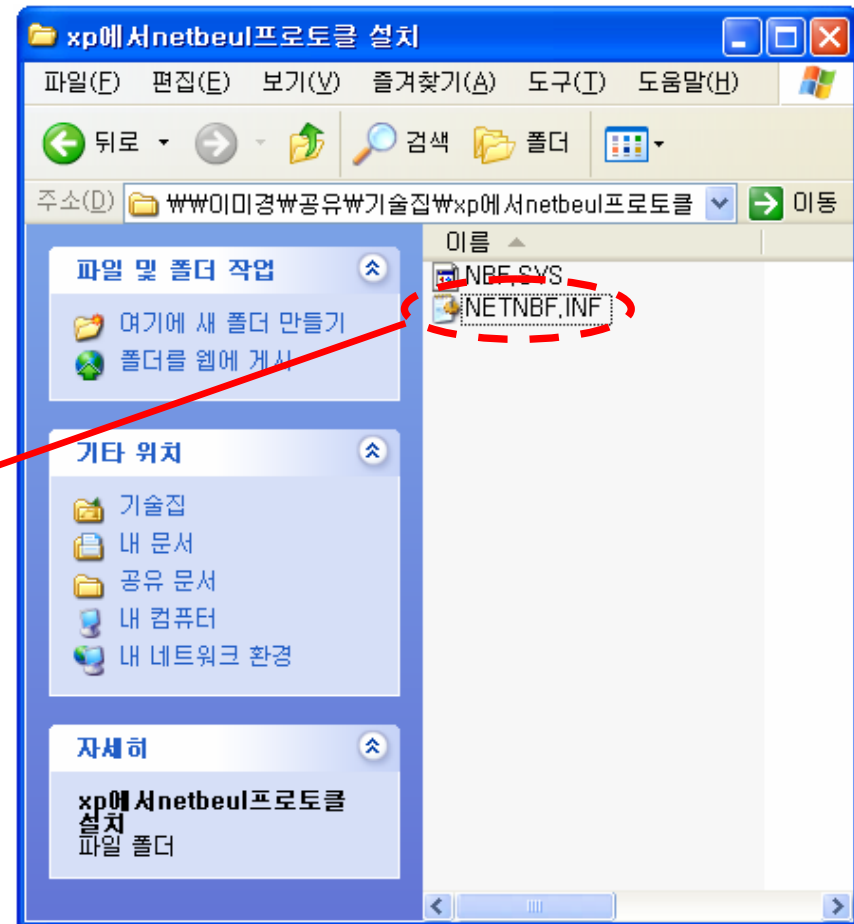 xp에서netbeul프로토콜 설치
파일(F) 편집(E) 보기(V) 즐겨찾기(A) 도구(T) 도움말(H)
뒤로 검색 폴더
주소(D) ₩₩이미경₩공유₩기술집₩xp에서netbeul프로토콜 이동
이름
파일 및 폴더 작업
NBF.SYS
NETNBF.INF
여기에 새 폴더 만들기
폴더를 웹에 게시
기타 위치
기술집
내 문서
공유 문서
내 컴퓨터
내 네트워크 환경
자세히
xp에서netbeul프로토콜
설치
파일 폴더